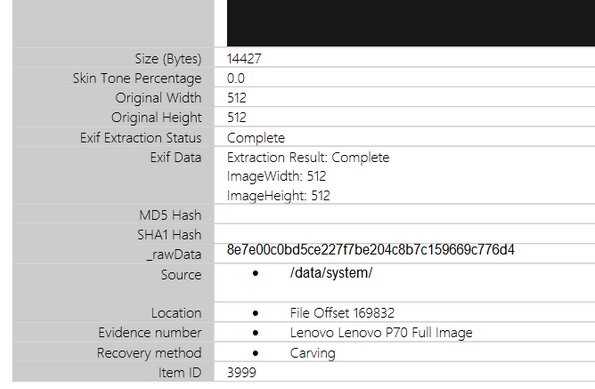 Size (Bytes) 14427
Skin Tone Percentage 0.0
Original Width 512
Original Height 512
Exif Extraction Status Complete
Exif Data Extraction Result: Complete
ImageWidth: 512
ImageHeight: 512
MD5 Hash
SHA1 Hash
_rawData 8e7e00c0bd5ce227f7be204c8b7c159669c776d4
Source • /data/system/
Location • File Offset 169832
Evidence number • Lenovo Lenovo P70 Full Image
Recovery method • Carving
Item ID 3999